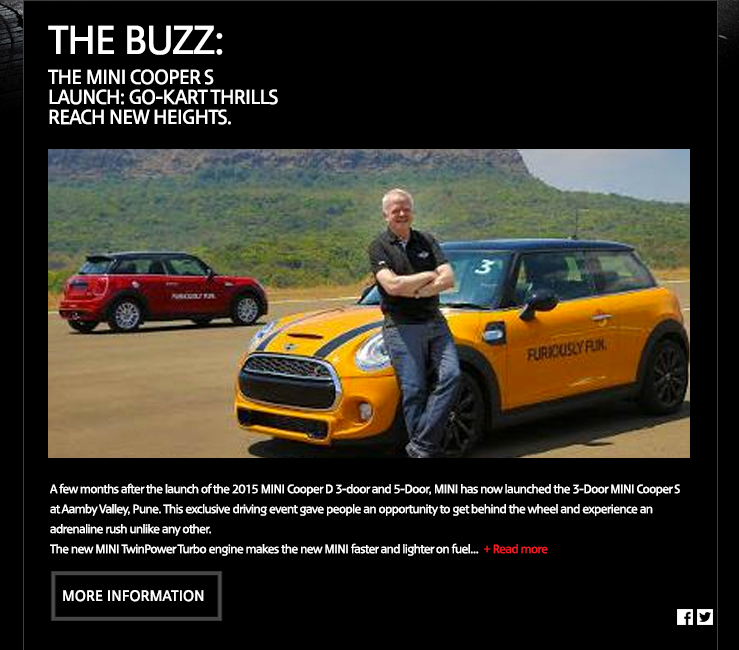 THE BUZZ:
THE MINI COOPER S
LAUNCH: GO-KART THRILLS
REACH NEW HEIGHTS.
3
FURIOUSLY FUN.
FURIOUSLY FUN.
A few months after the launch of the 2015 MINI Cooper D 3-door and 5-Door, MINI has now launched the 3-Door MINI Cooper S
at Aamby Valley, Pune. This exclusive driving event gave people an opportunity to get behind the wheel and experience an
adrenaline rush unlike any other.
The new MINI TwinPower Turbo engine makes the new MINI faster and lighter on fuel... + Read more
MORE INFORMATION